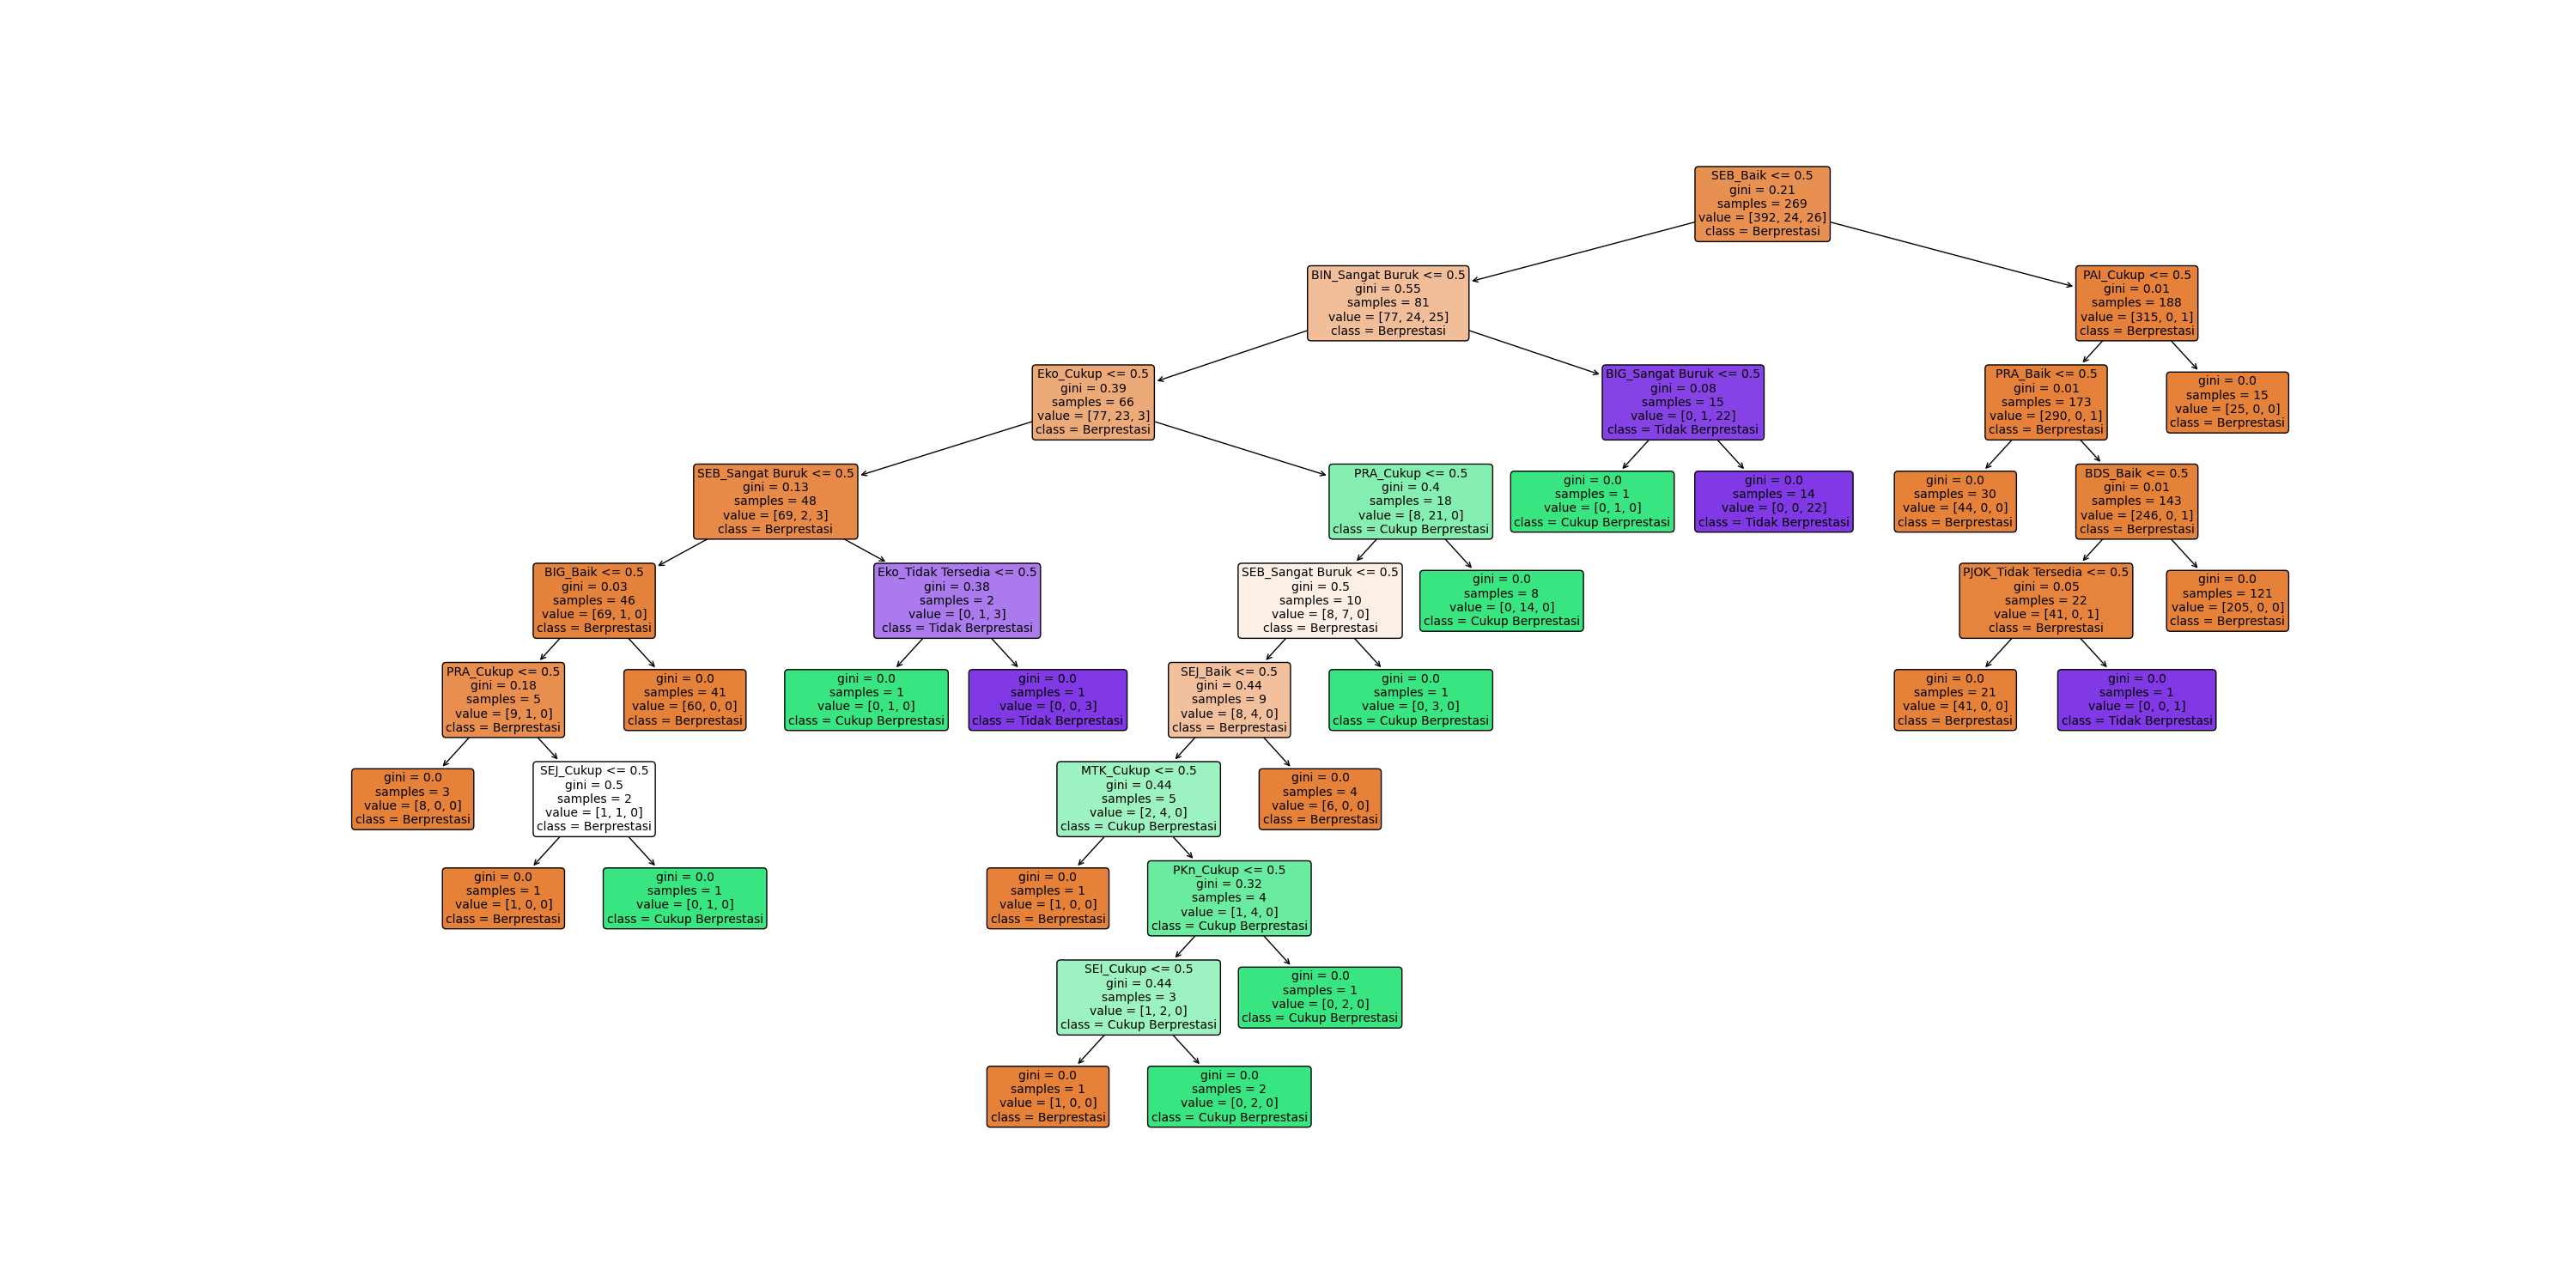 SEB_Baik <= 0.5
gini = 0.21
samples = 269
value = [392, 24, 26]
class = Berprestasi
BIN_Sangat Buruk <= 0.5
gini = 0.55
samples = 81
value = [77, 24, 25]
class = Berprestasi
PAI_Cukup <= 0.5
gini = 0.01
samples = 188
value = [315, 0, 1]
class = Berprestasi
Eko_Cukup <= 0.5
gini = 0.39
samples = 66
value = [77, 23, 3]
class = Berprestasi
BIG_Sangat Buruk <= 0.5
gini = 0.08
samples = 15
value = [0, 1, 22]
class = Tidak Berprestasi
PRA_Baik <= 0.5
gini = 0.01
samples = 173
value = [290, 0, 1]
class = Berprestasi
gini = 0.0
samples = 15
value = [25, 0, 0]
class = Berprestasi
SEB_Sangat Buruk <= 0.5
gini = 0.13
samples = 48
value = [69, 2, 3]
class = Berprestasi
PRA_Cukup <= 0.5
gini = 0.4
samples = 18
value = [8, 21, 0]
class = Cukup Berprestasi
gini = 0.0
samples = 1
value = [0, 1, 0]
class = Cukup Berprestasi
gini = 0.0
samples = 14
value = [0, 0, 22]
class = Tidak Berprestasi
gini = 0.0
samples = 30
value = [44, 0, 0]
class = Berprestasi
BDS_Baik <= 0.5
gini = 0.01
samples = 143
value = [246, 0, 1]
class = Berprestasi
BIG_Baik <= 0.5
gini = 0.03
samples = 46
value = [69, 1, 0]
class = Berprestasi
Eko_Tidak Tersedia <= 0.5
gini = 0.38
samples = 2
value = [0, 1, 3]
class = Tidak Berprestasi
SEB_Sangat Buruk <= 0.5
gini = 0.5
samples = 10
value = [8, 7, 0]
class = Berprestasi
gini = 0.0
samples = 8
value = [0, 14, 0]
class = Cukup Berprestasi
PJOK_Tidak Tersedia <= 0.5
gini = 0.05
samples = 22
value = [41, 0, 1]
class = Berprestasi
gini = 0.0
samples = 121
value = [205, 0, 0]
class = Berprestasi
PRA_Cukup <= 0.5
gini = 0.18
samples = 5
value = [9, 1, 0]
class = Berprestasi
gini = 0.0
samples = 41
value = [60, 0, 0]
class = Berprestasi
gini = 0.0
samples = 1
value = [0, 1, 0]
class = Cukup Berprestasi
gini = 0.0
samples = 1
value = [0, 0, 3]
class = Tidak Berprestasi
SEJ_Baik <= 0.5
gini = 0.44
samples = 9
value = [8, 4, 0]
class = Berprestasi
gini = 0.0
samples = 1
value = [0, 3, 0]
class = Cukup Berprestasi
gini = 0.0
samples = 21
value = [41, 0, 0]
class = Berprestasi
gini = 0.0
samples = 1
value = [0, 0, 1]
class = Tidak Berprestasi
gini = 0.0
samples = 3
value = [8, 0, 0]
class = Berprestasi
SEJ_Cukup <= 0.5
gini = 0.5
samples = 2
value = [1, 1, 0]
class = Berprestasi
MTK_Cukup <= 0.5
gini = 0.44
samples = 5
value = [2, 4, 0]
class = Cukup Berprestasi
gini = 0.0
samples = 4
value = [6, 0, 0]
class = Berprestasi
gini = 0.0
samples = 1
value = [1, 0, 0]
class = Berprestasi
gini = 0.0
samples = 1
value = [0, 1, 0]
class = Cukup Berprestasi
gini = 0.0
samples = 1
value = [1, 0, 0]
class = Berprestasi
PKn_Cukup <= 0.5
gini = 0.32
samples = 4
value = [1, 4, 0]
class = Cukup Berprestasi
SEI_Cukup <= 0.5
gini = 0.44
samples = 3
value = [1, 2, 0]
class = Cukup Berprestasi
gini = 0.0
samples = 1
value = [0, 2, 0]
class = Cukup Berprestasi
gini = 0.0
samples = 1
value = [1, 0, 0]
class = Berprestasi
gini = 0.0
samples = 2
value = [0, 2, 0]
class = Cukup Berprestasi